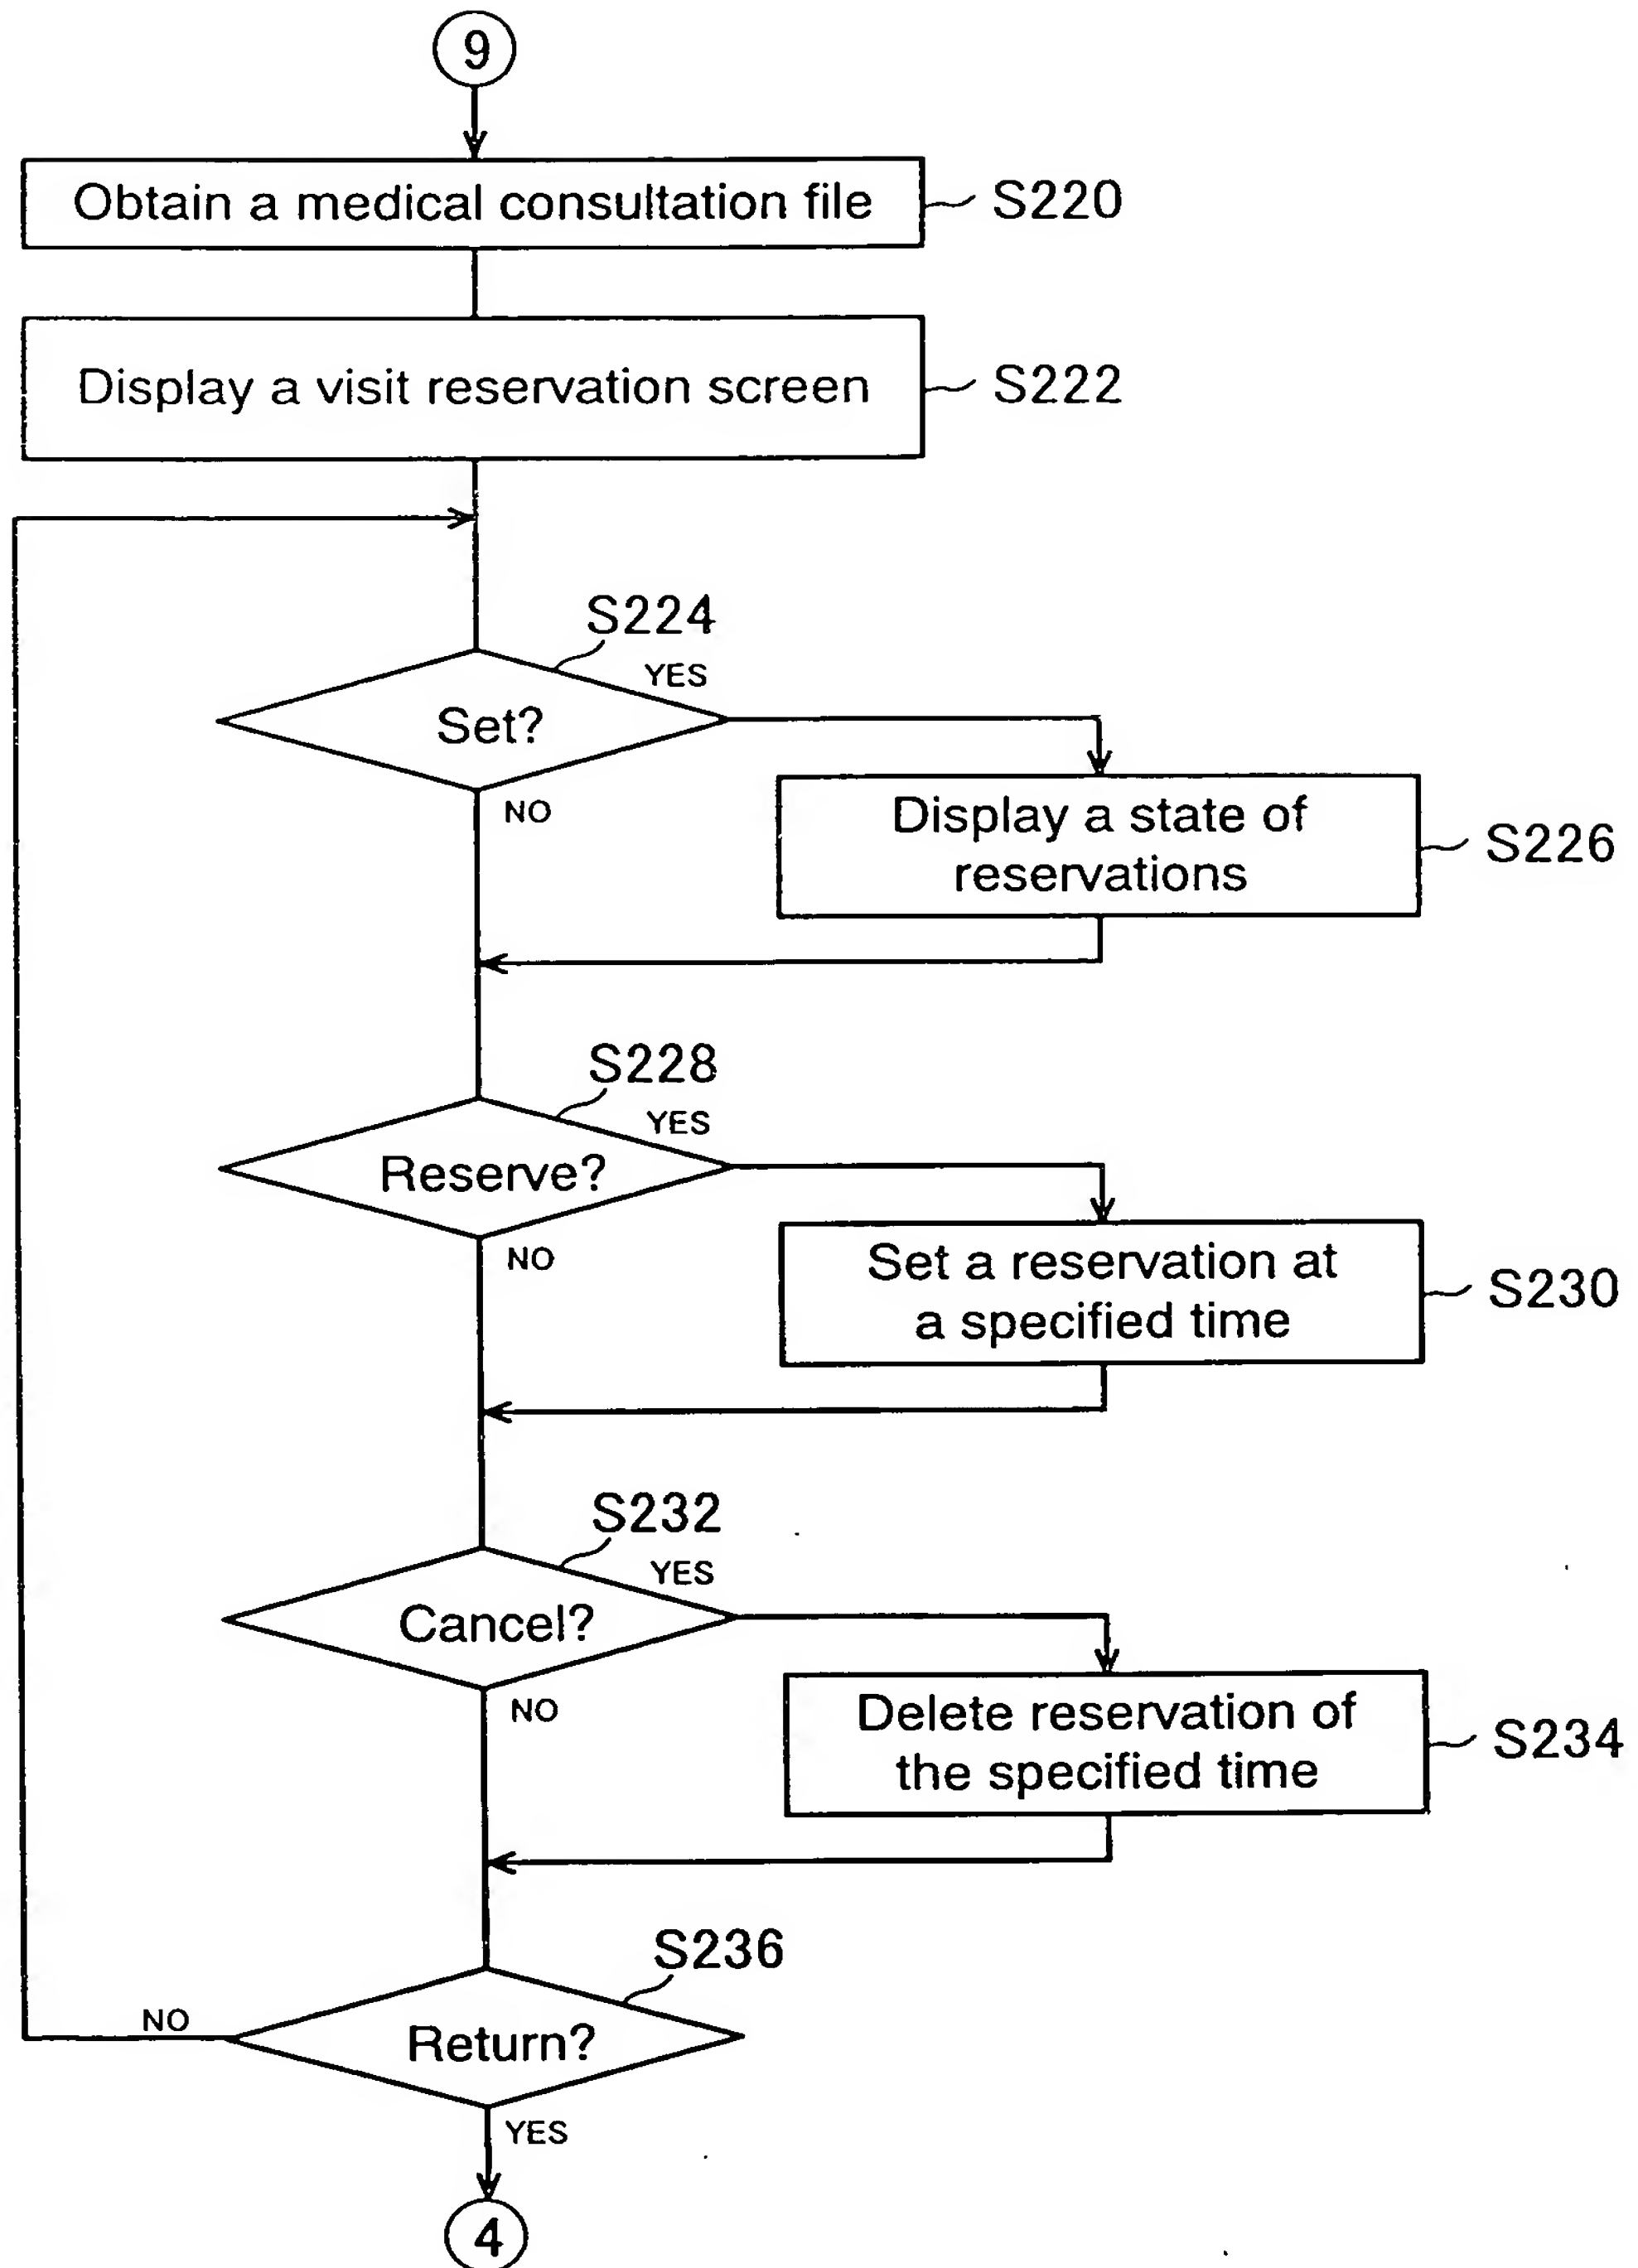 9
Obtain a medical consultation file
S220
Display a visit reservation screen
S222
S224
YES
Set?
NO
Display a state of
reservations
S226
S228
YES
Reserve?
NO
Set a reservation at
a specified time
S230
S232
YES
Cancel?
NO
Delete reservation of
the specified time
S234
S236
NO
Return?
YES
4